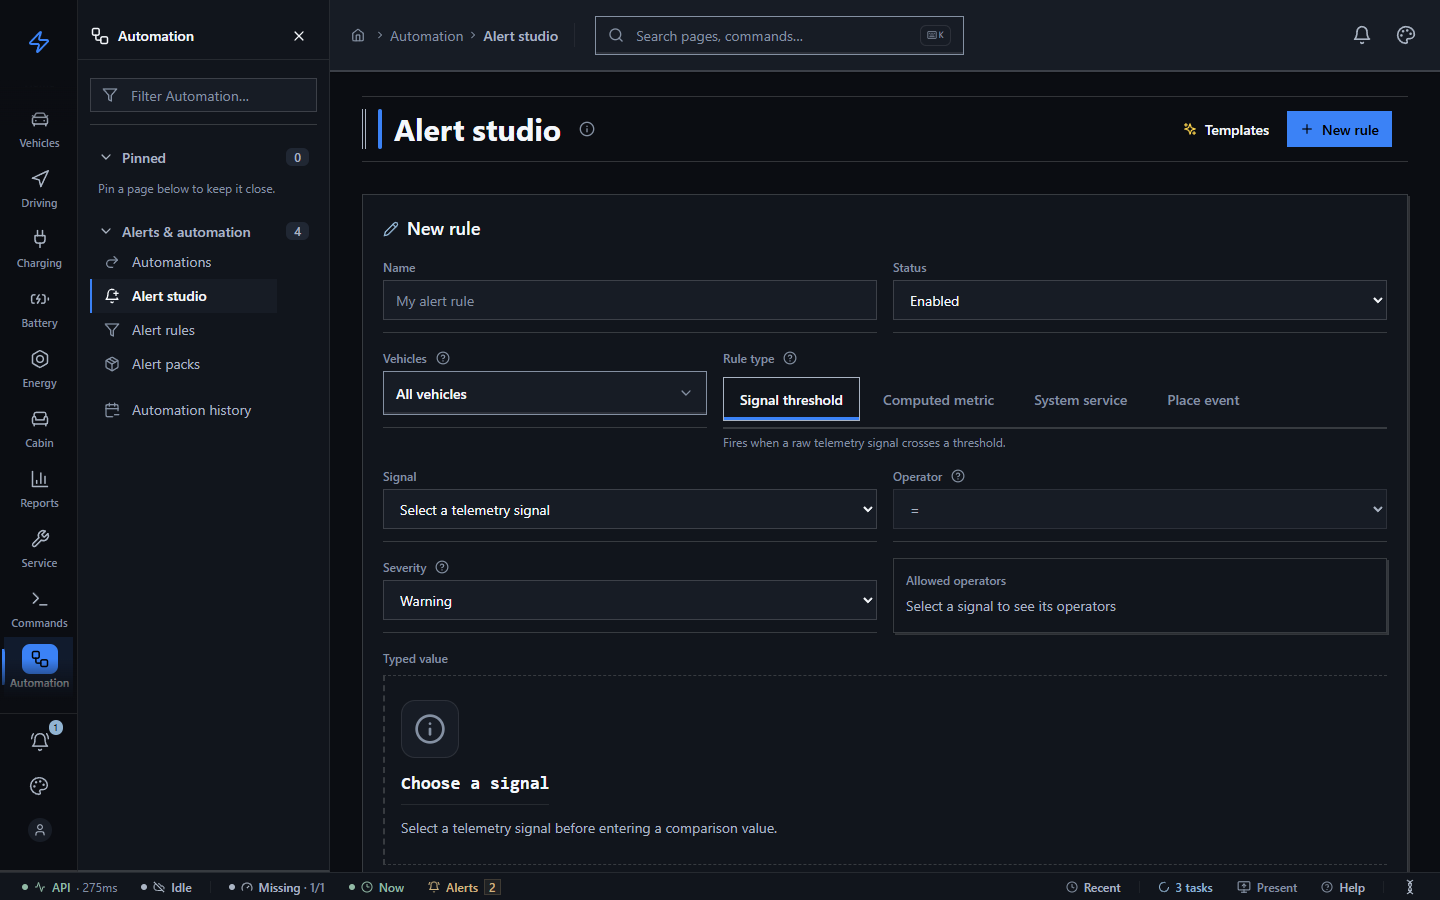 Automation
Filter Automation...
Pinned
0
Pin a page below to keep it close.
Alerts & automation
4
Automations
Alert studio
Alert rules
Alert packs
Automation history
Vehicles
Driving
Charging
Battery
Energy
Cabin
Reports
Service
Commands
Automation
1
Automation
Alert studio
Search pages, commands...
K
Alert studio
Templates
New rule
New rule
Name
My alert rule
Status
Enabled
Vehicles
All vehicles
Rule type
Signal threshold
Computed metric
System service
Place event
Fires when a raw telemetry signal crosses a threshold.
Signal
Select a telemetry signal
Operator
=
Severity
Warning
Allowed operators
Select a signal to see its operators
Typed value
Choose a signal
Select a telemetry signal before entering a comparison value.
API · 275ms
Idle
Missing · 1/1
Now
Alerts 2
Recent
3 tasks
Present
Help